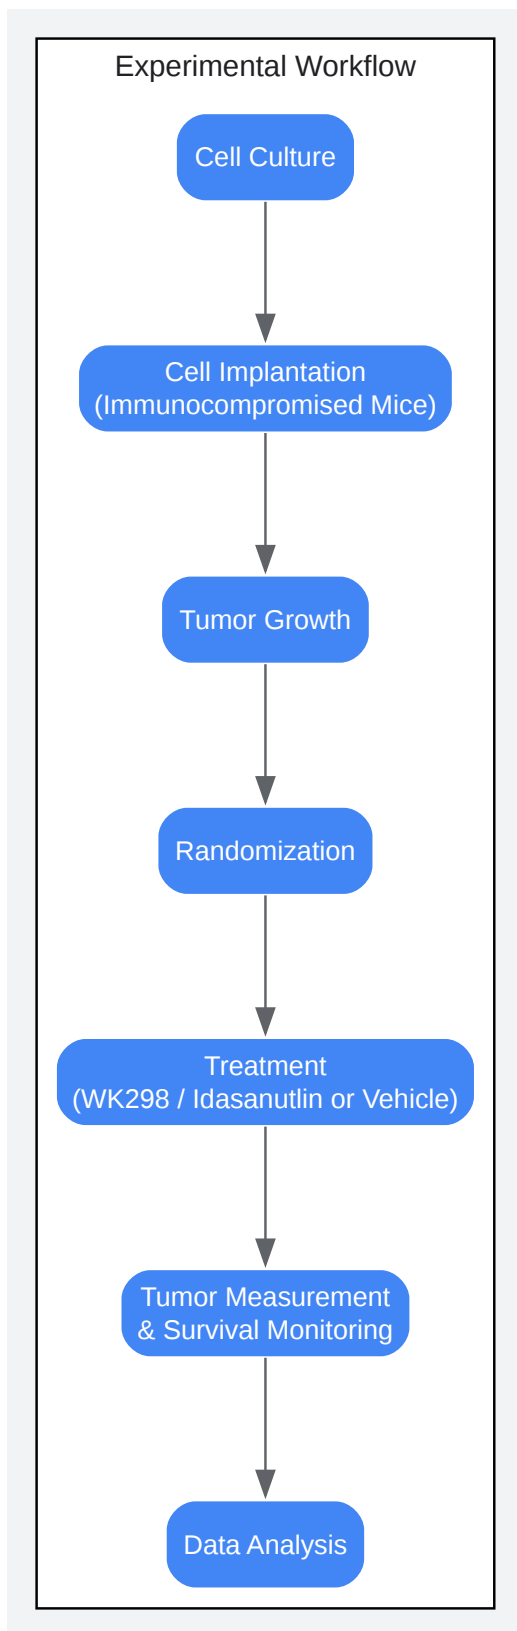 Experimental Workflow
Cell Culture
Cell Implantation
(Immunocompromised Mice)
Tumor Growth
Randomization
Treatment
(WK298 / Idasanutlin or Vehicle)
Tumor Measurement
& Survival Monitoring
Data Analysis